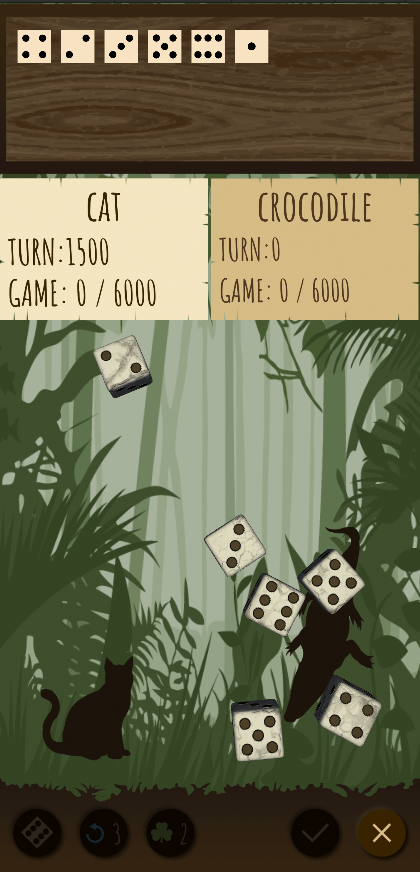 CAT
TURN:1500
GAME: 0 / 6000
CROCODILE
TURN:0
GAME: 0 / 6000
3
2